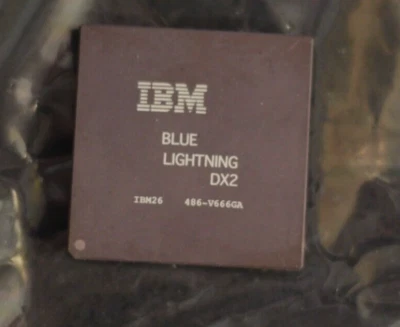 IBM
BLUE
LIGHTNING
DX2
IBM26 486-V666GA